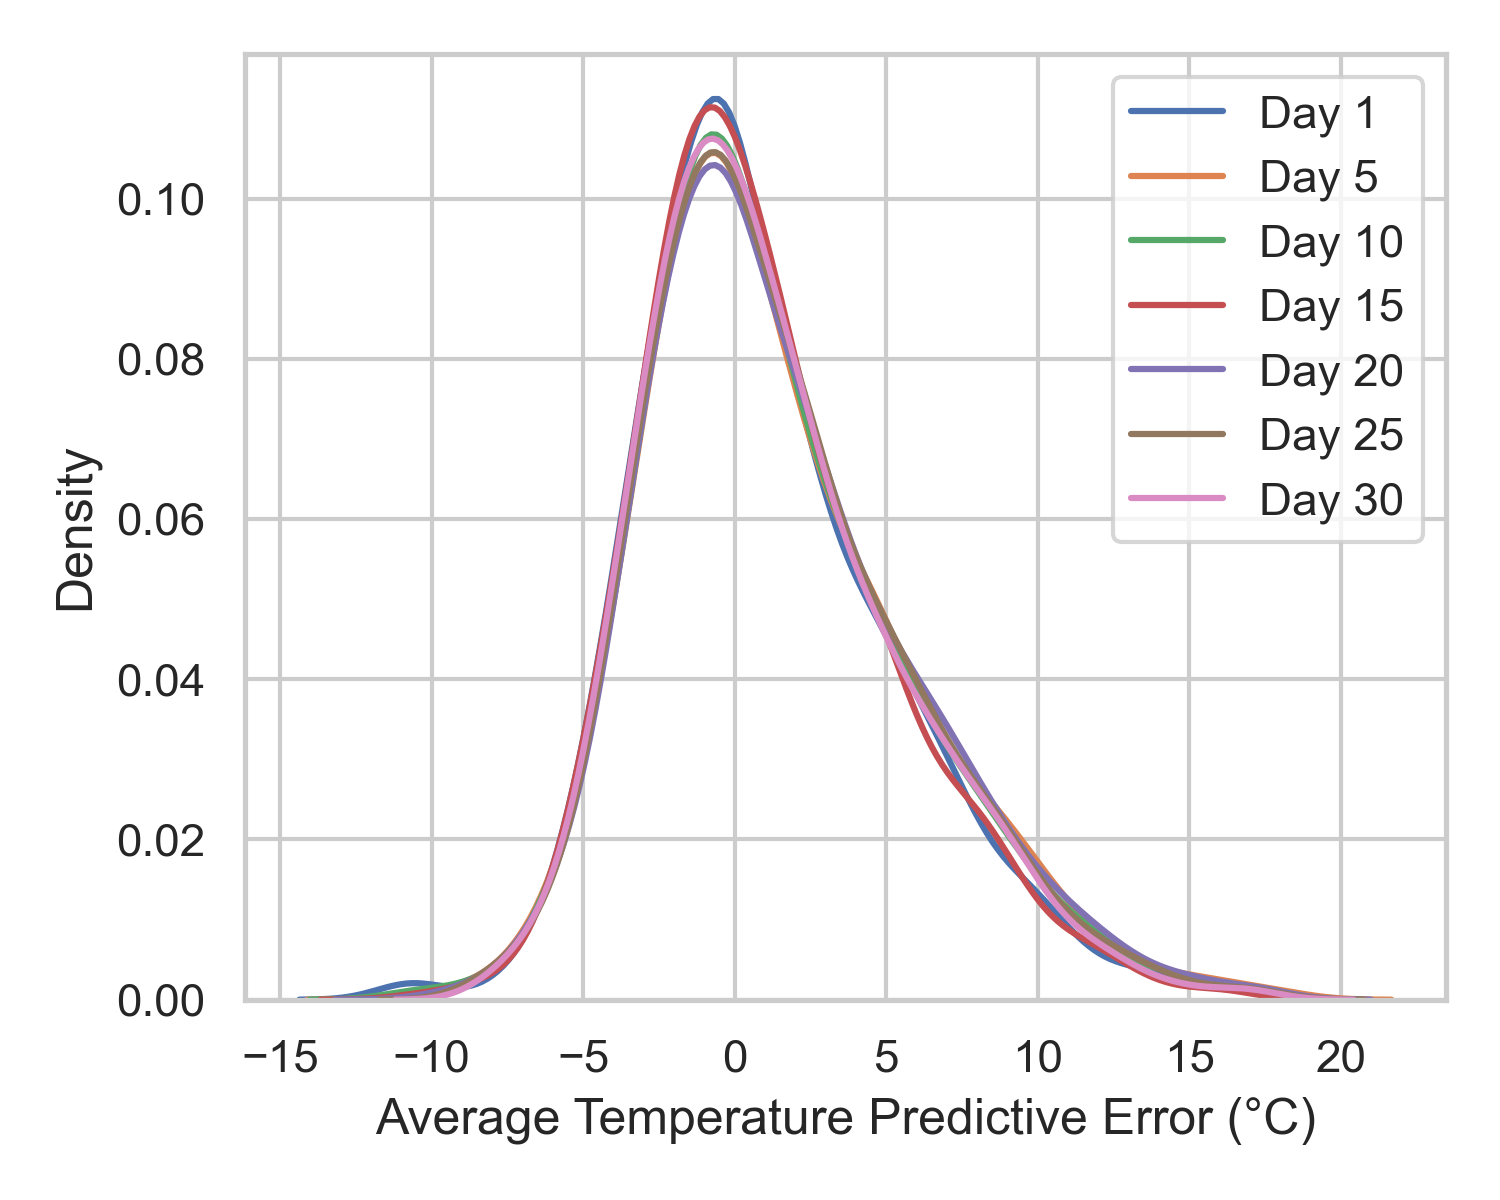 Day 1
Day 5
Day 10
Day 15
Day 20
Day 25
Day 30
0.10
0.08
0.06
0.04
0.02
0.00
Density
−15 −10 −5 0 5 10 15 20
Average Temperature Predictive Error (°C)